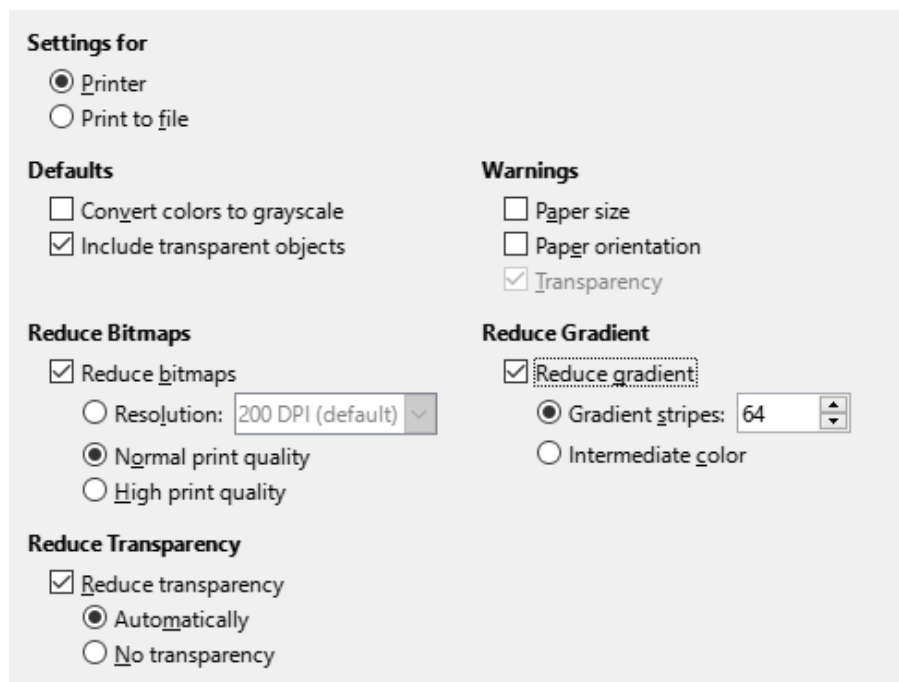 Settings for
Printer
Print to file
Defaults
Convert colors to grayscale
Include transparent objects
Warnings
Paper size
Paper orientation
Transparency
Reduce Bitmaps
Reduce bitmaps
Resolution: 200 DPI (default)
Normal print quality
High print quality
Reduce Gradient
Reduce gradient
Gradient stripes: 64
Intermediate color
Reduce Transparency
Reduce transparency
Automatically
No transparency